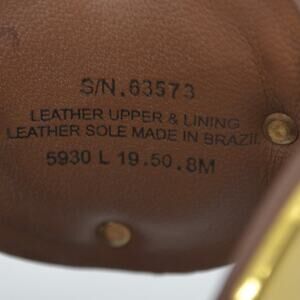 S/N.63573
LEATHER UPPER & LINING
LEATHER SOLE MADE IN BRAZIL
5930 L 19.50.8M